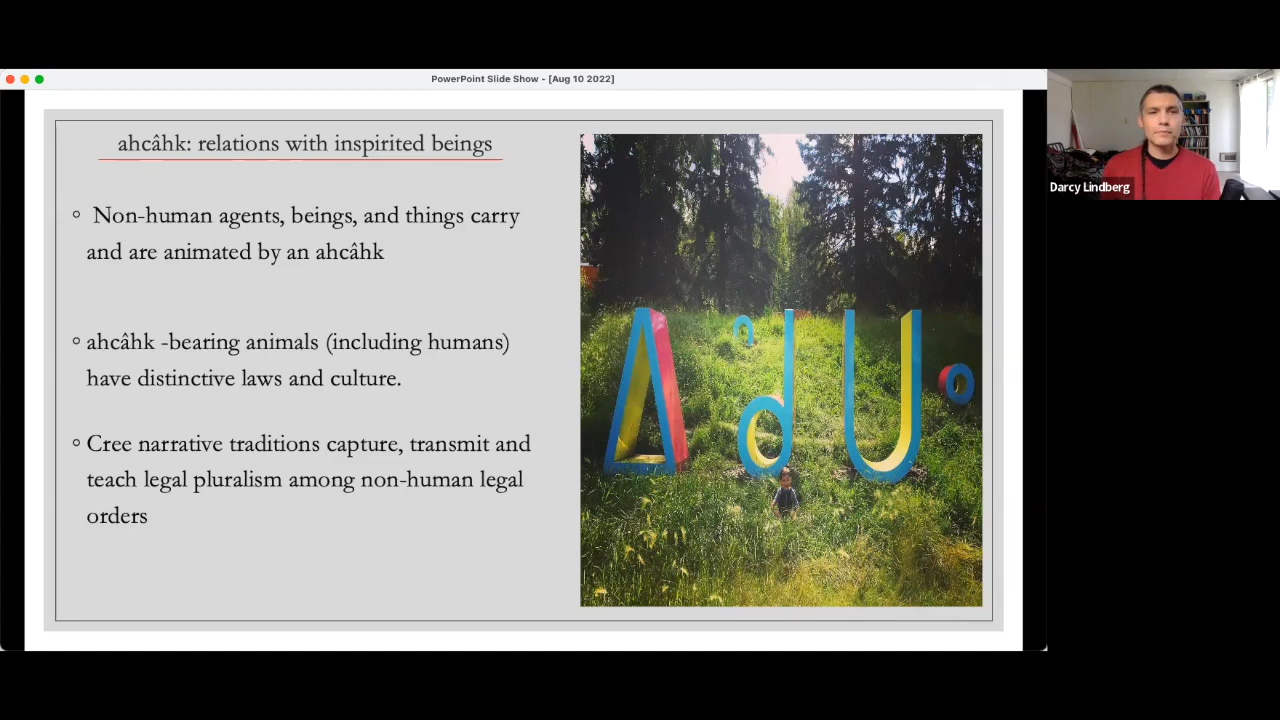 PowerPoint Slide Show - [Aug 10 2022]
ahcâhk: relations with inspirited beings
Non-human agents, beings, and things carry
and are animated by an ahcâhk
ahcâhk -bearing animals (including humans)
have distinctive laws and culture.
Cree narrative traditions capture, transmit and
teach legal pluralism among non-human legal
orders
ᐃᐢᑯᑌᐤ
Darcy Lindberg